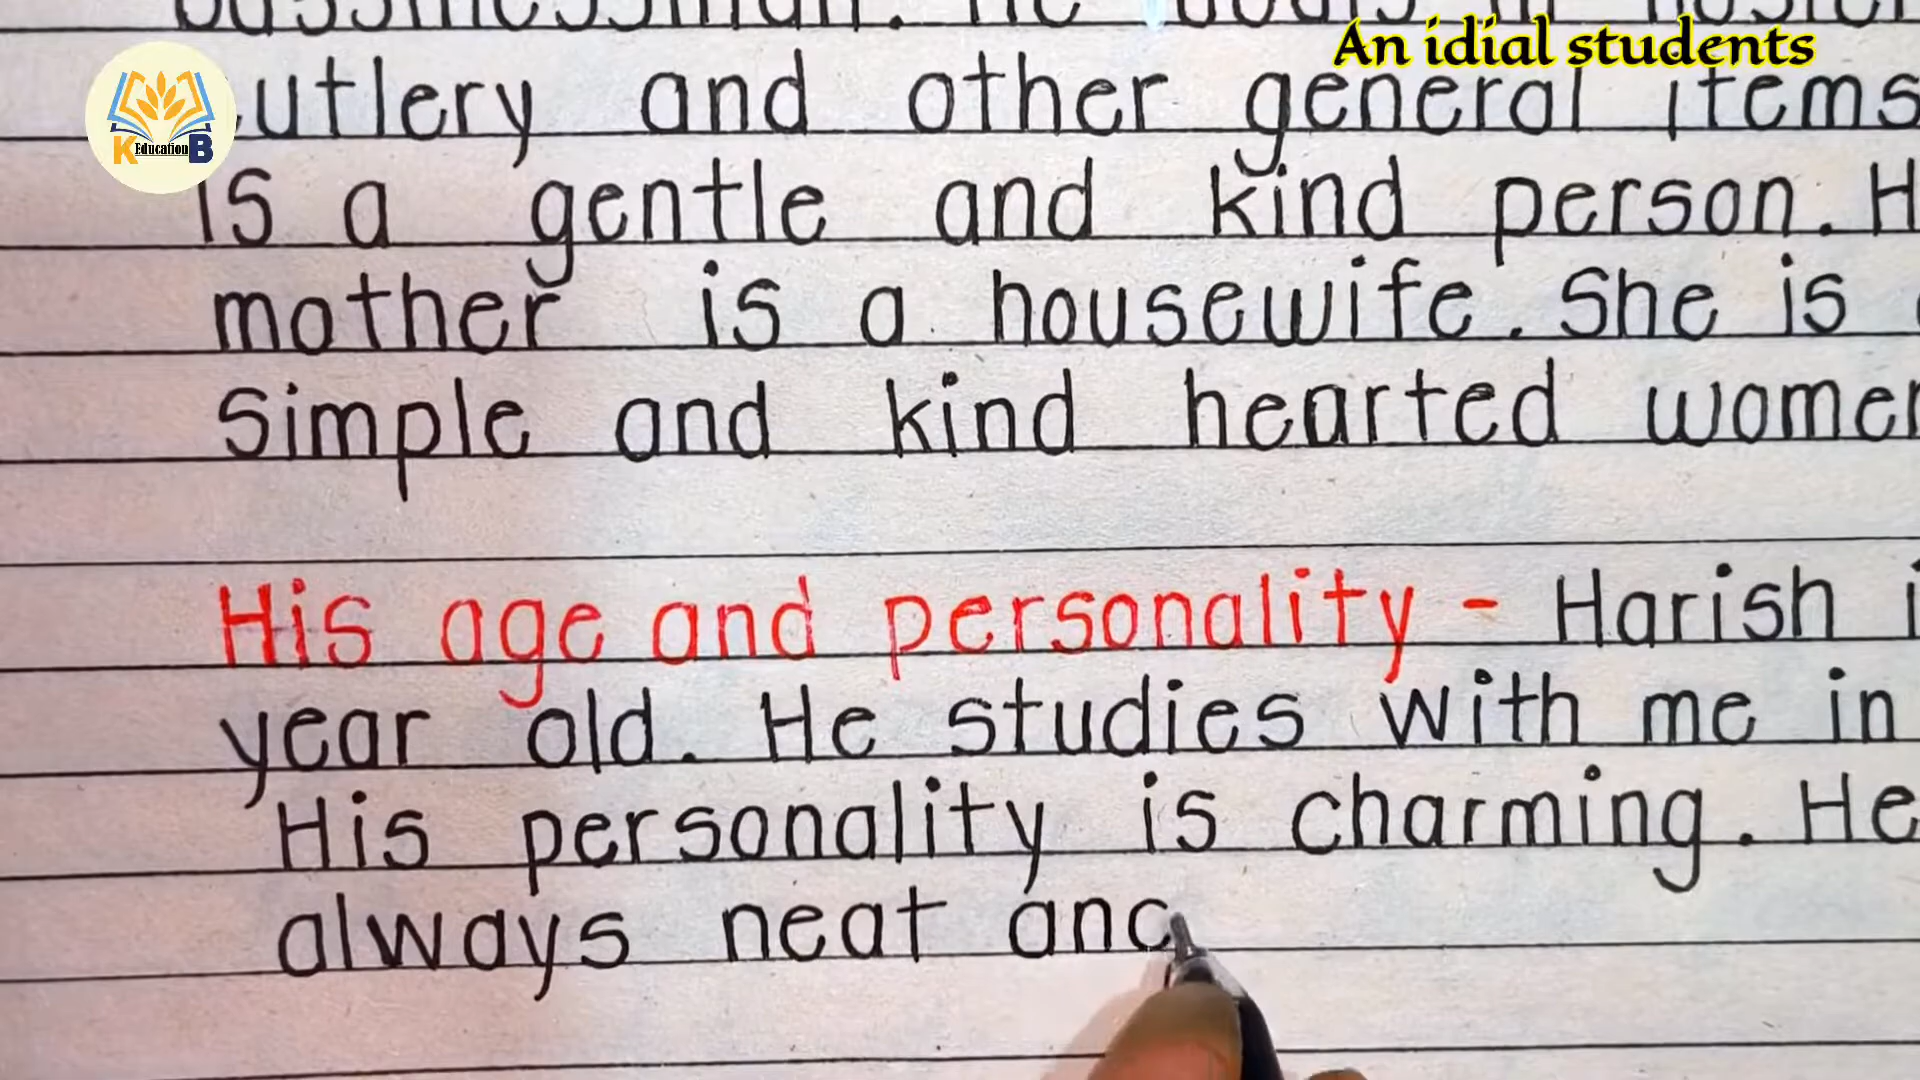 An idial students
K Education B
utlery and other general items
is a gentle and kind person. H
mother is a housewife. She is
Simple and kind hearted women
His age and personality - Harish i
year old. He studies with me in
His personality is charming. He
always neat anc